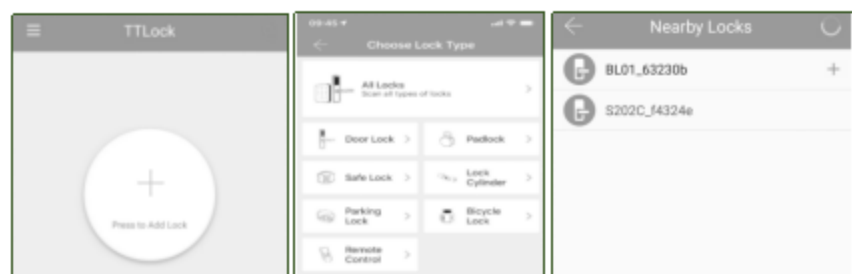 TTLock
Press to Add Lock
09:45
Choose Lock Type
All Locks
Scan all types of locks
Door Lock
Padlock
Safe Lock
Lock
Cylinder
Parking
Lock
Bicycle
Lock
Remote
Control
Nearby Locks
BL01_63230b
S202C_f4324e